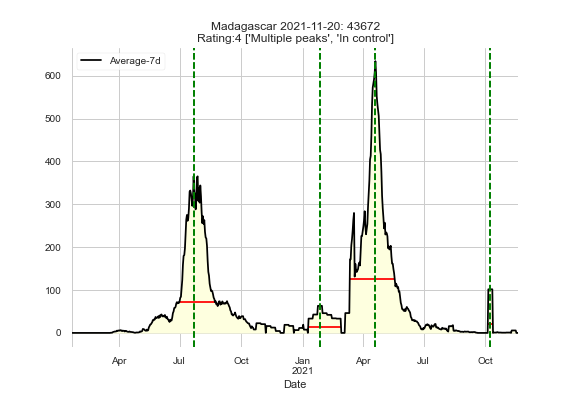 Madagascar 2021-11-20: 43672
Rating:4 ['Multiple peaks', 'In control']
Average-7d
600
500
400
300
200
100
0
Apr Jul Oct Jan Apr Jul Oct
2021
Date